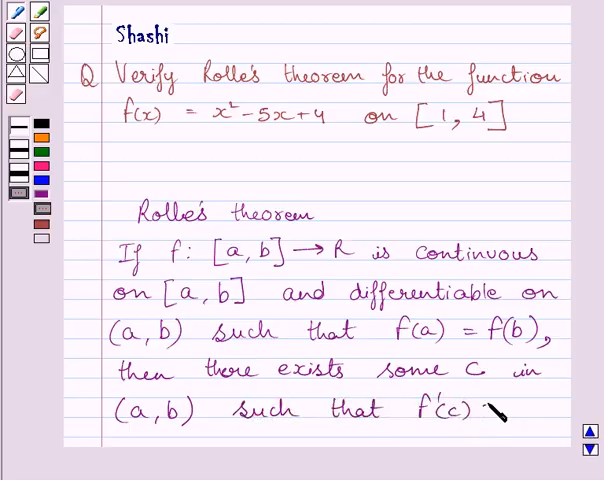 Shashi
Q Verify Rolle's theorem for the function
f(x) = x² - 5x + 4 on [1, 4]
Rolle's theorem
If f: [a, b] → R is continuous
on [a, b] and differentiable on
(a, b) such that f(a) = f(b),
then there exists some C in
(a, b) such that f'(c)